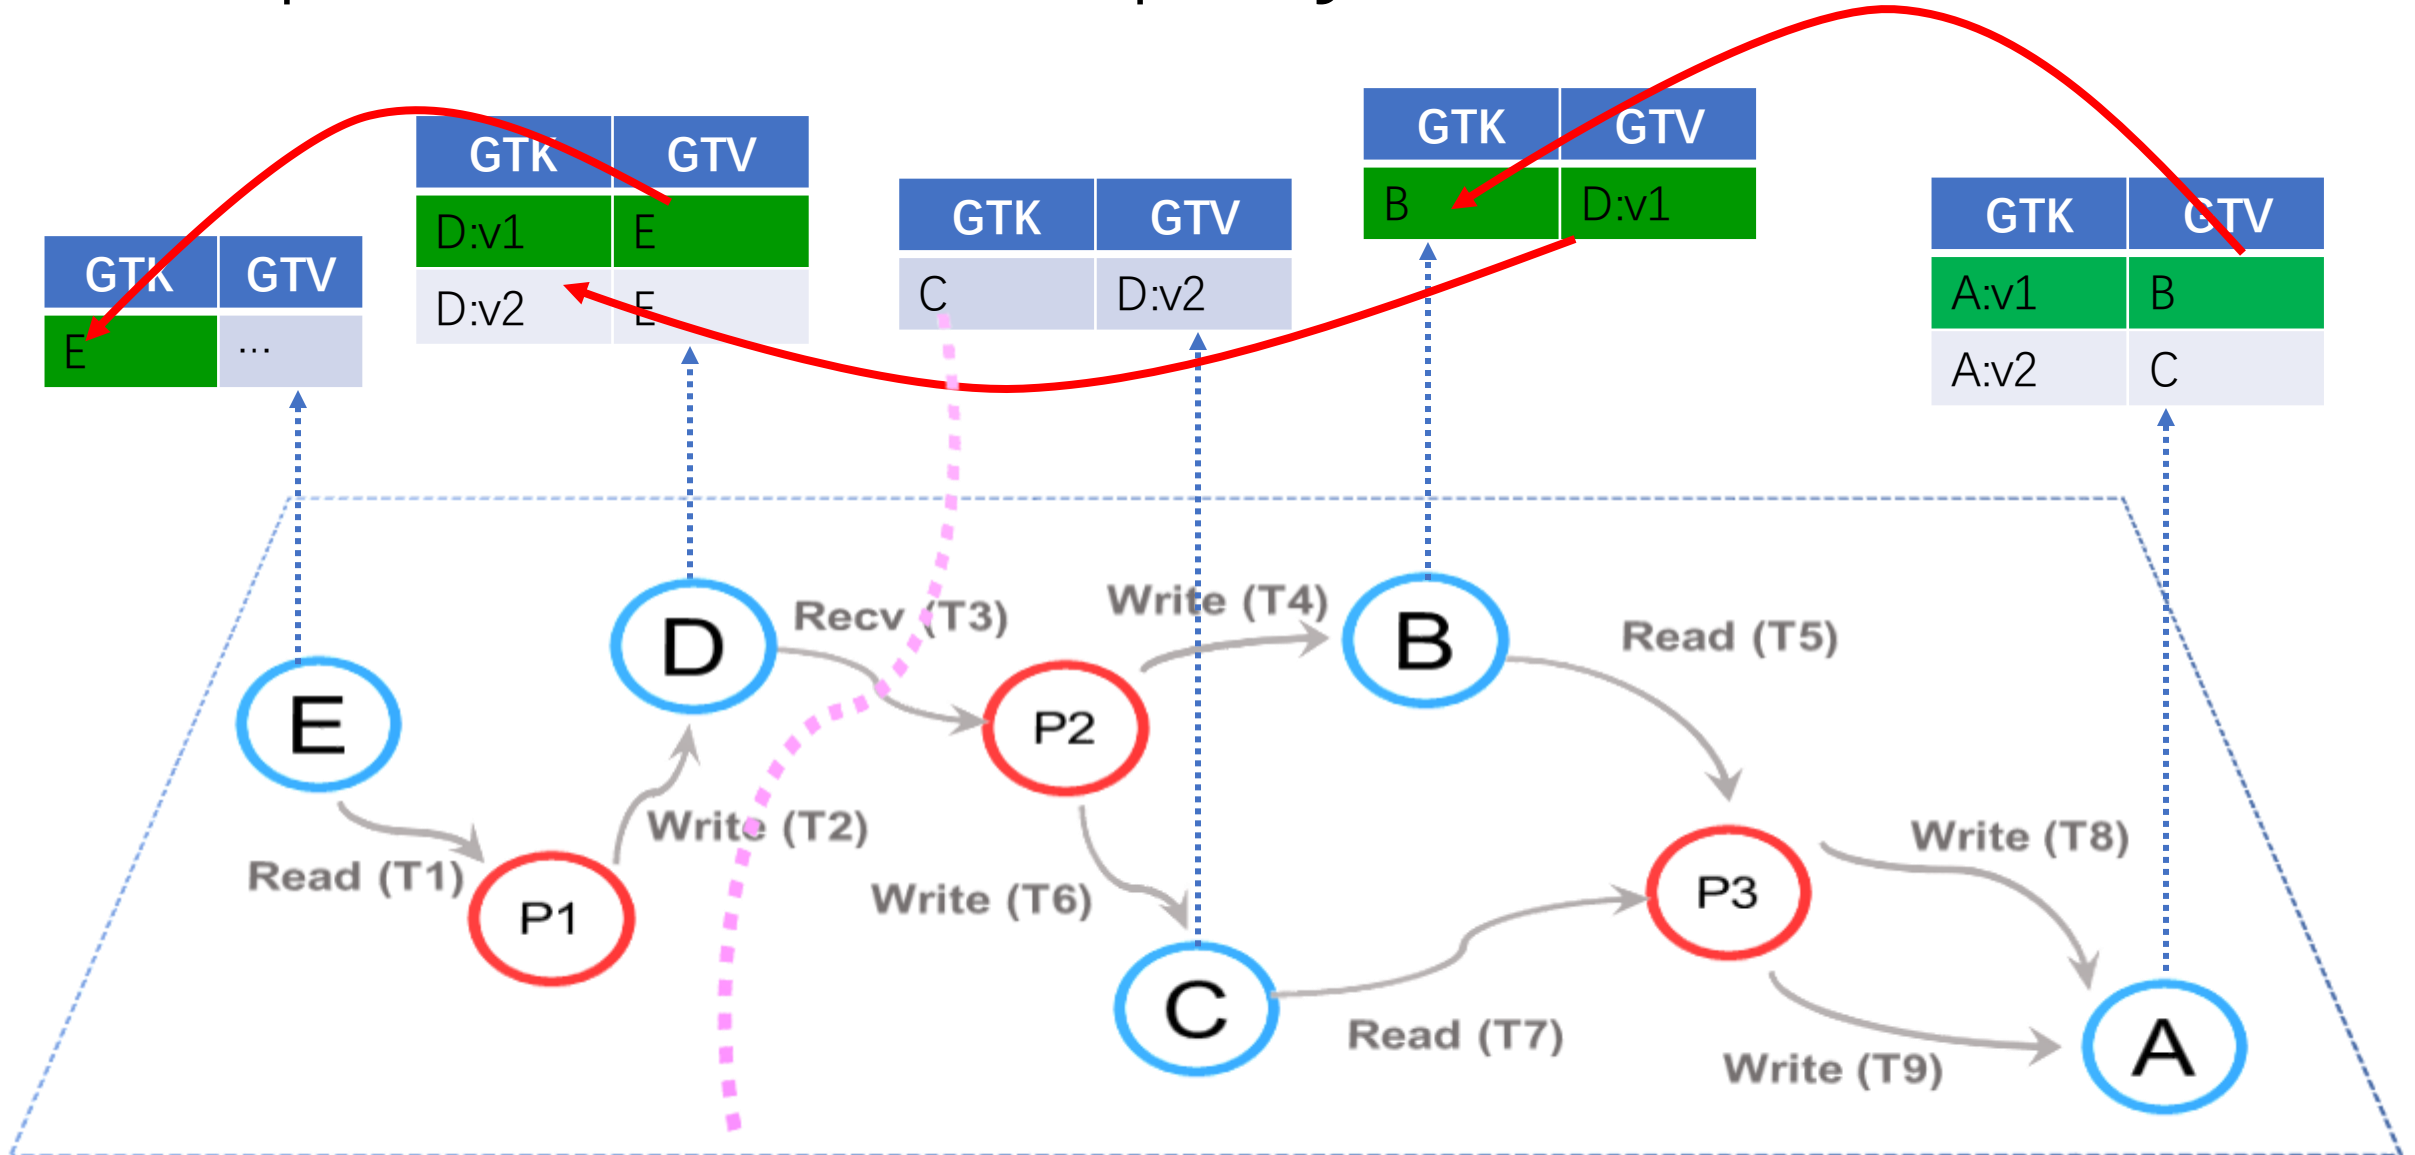 GTK GTV
E ...
GTK GTV
D:v1 E
D:v2 E
GTK GTV
C D:v2
GTK GTV
B D:v1
GTK GTV
A:v1 B
A:v2 C
E
Read (T1)
P1
Write (T2)
D
Recv (T3)
P2
Write (T4)
B
Read (T5)
Write (T6)
C
Read (T7)
P3
Write (T8)
Write (T9)
A